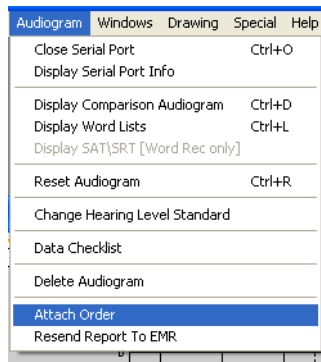 Audiogram Windows Drawing Special Help
Close Serial Port Ctrl+O
Display Serial Port Info
Display Comparison Audiogram Ctrl+D
Display Word Lists Ctrl+L
Display SAT\SRT [Word Rec only]
Reset Audiogram Ctrl+R
Change Hearing Level Standard
Data Checklist
Delete Audiogram
Attach Order
Resend Report To EMR